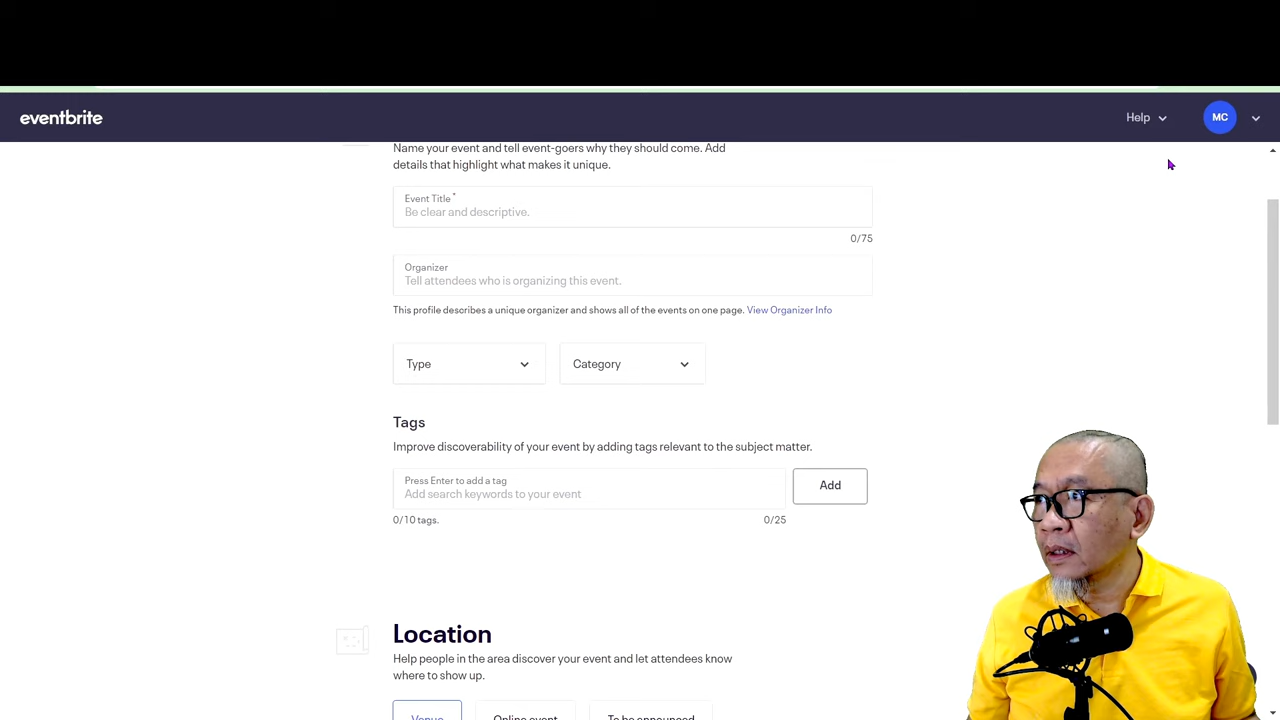 eventbrite
Help
MC
Name your event and tell event-goers why they should come. Add
details that highlight what makes it unique.
Event Title *
Be clear and descriptive.
0/75
Organizer
Tell attendees who is organizing this event.
This profile describes a unique organizer and shows all of the events on one page. View Organizer Info
Type
Category
Tags
Improve discoverability of your event by adding tags relevant to the subject matter.
Press Enter to add a tag
Add search keywords to your event
Add
0/10 tags.
0/25
Location
Help people in the area discover your event and let attendees know
where to show up.
Venue
Online event
To be announced